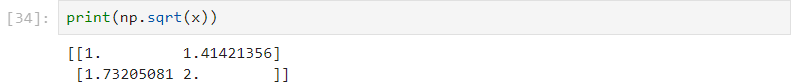 [34]: print(np.sqrt(x))
[[1.         1.41421356]
 [1.73205081 2.        ]]